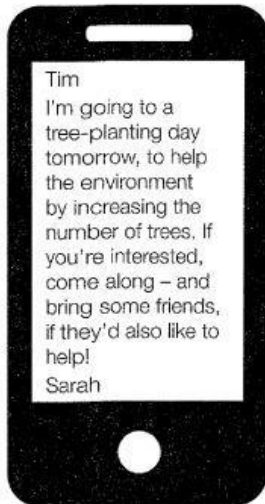 Tim
I'm going to a
tree-planting day
tomorrow, to help
the environment
by increasing the
number of trees. If
you're interested,
come along – and
bring some friends,
if they'd also like to
help!
Sarah